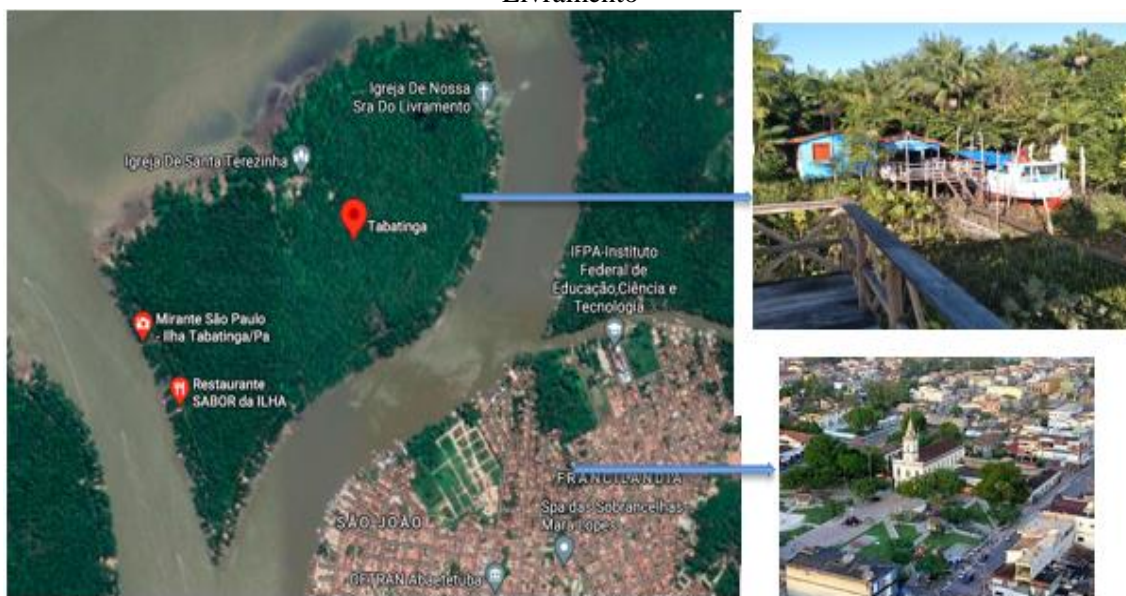 Livramento
Igreja De Nossa
Sra Do Livramento
Igreja De Santa Terezinha
Tabatinga
IFPA-Instituto
Federal de
Educação,Ciência e
Tecnologia
Mirante São Paulo
- Ilha Tabatinga/Pa
Restaurante
SABOR da ILHA
FRANCILANDIA
Spa das Sobrancelhas
Mara Lopes
SÃO JOÃO
DETRAN Abaetetuba